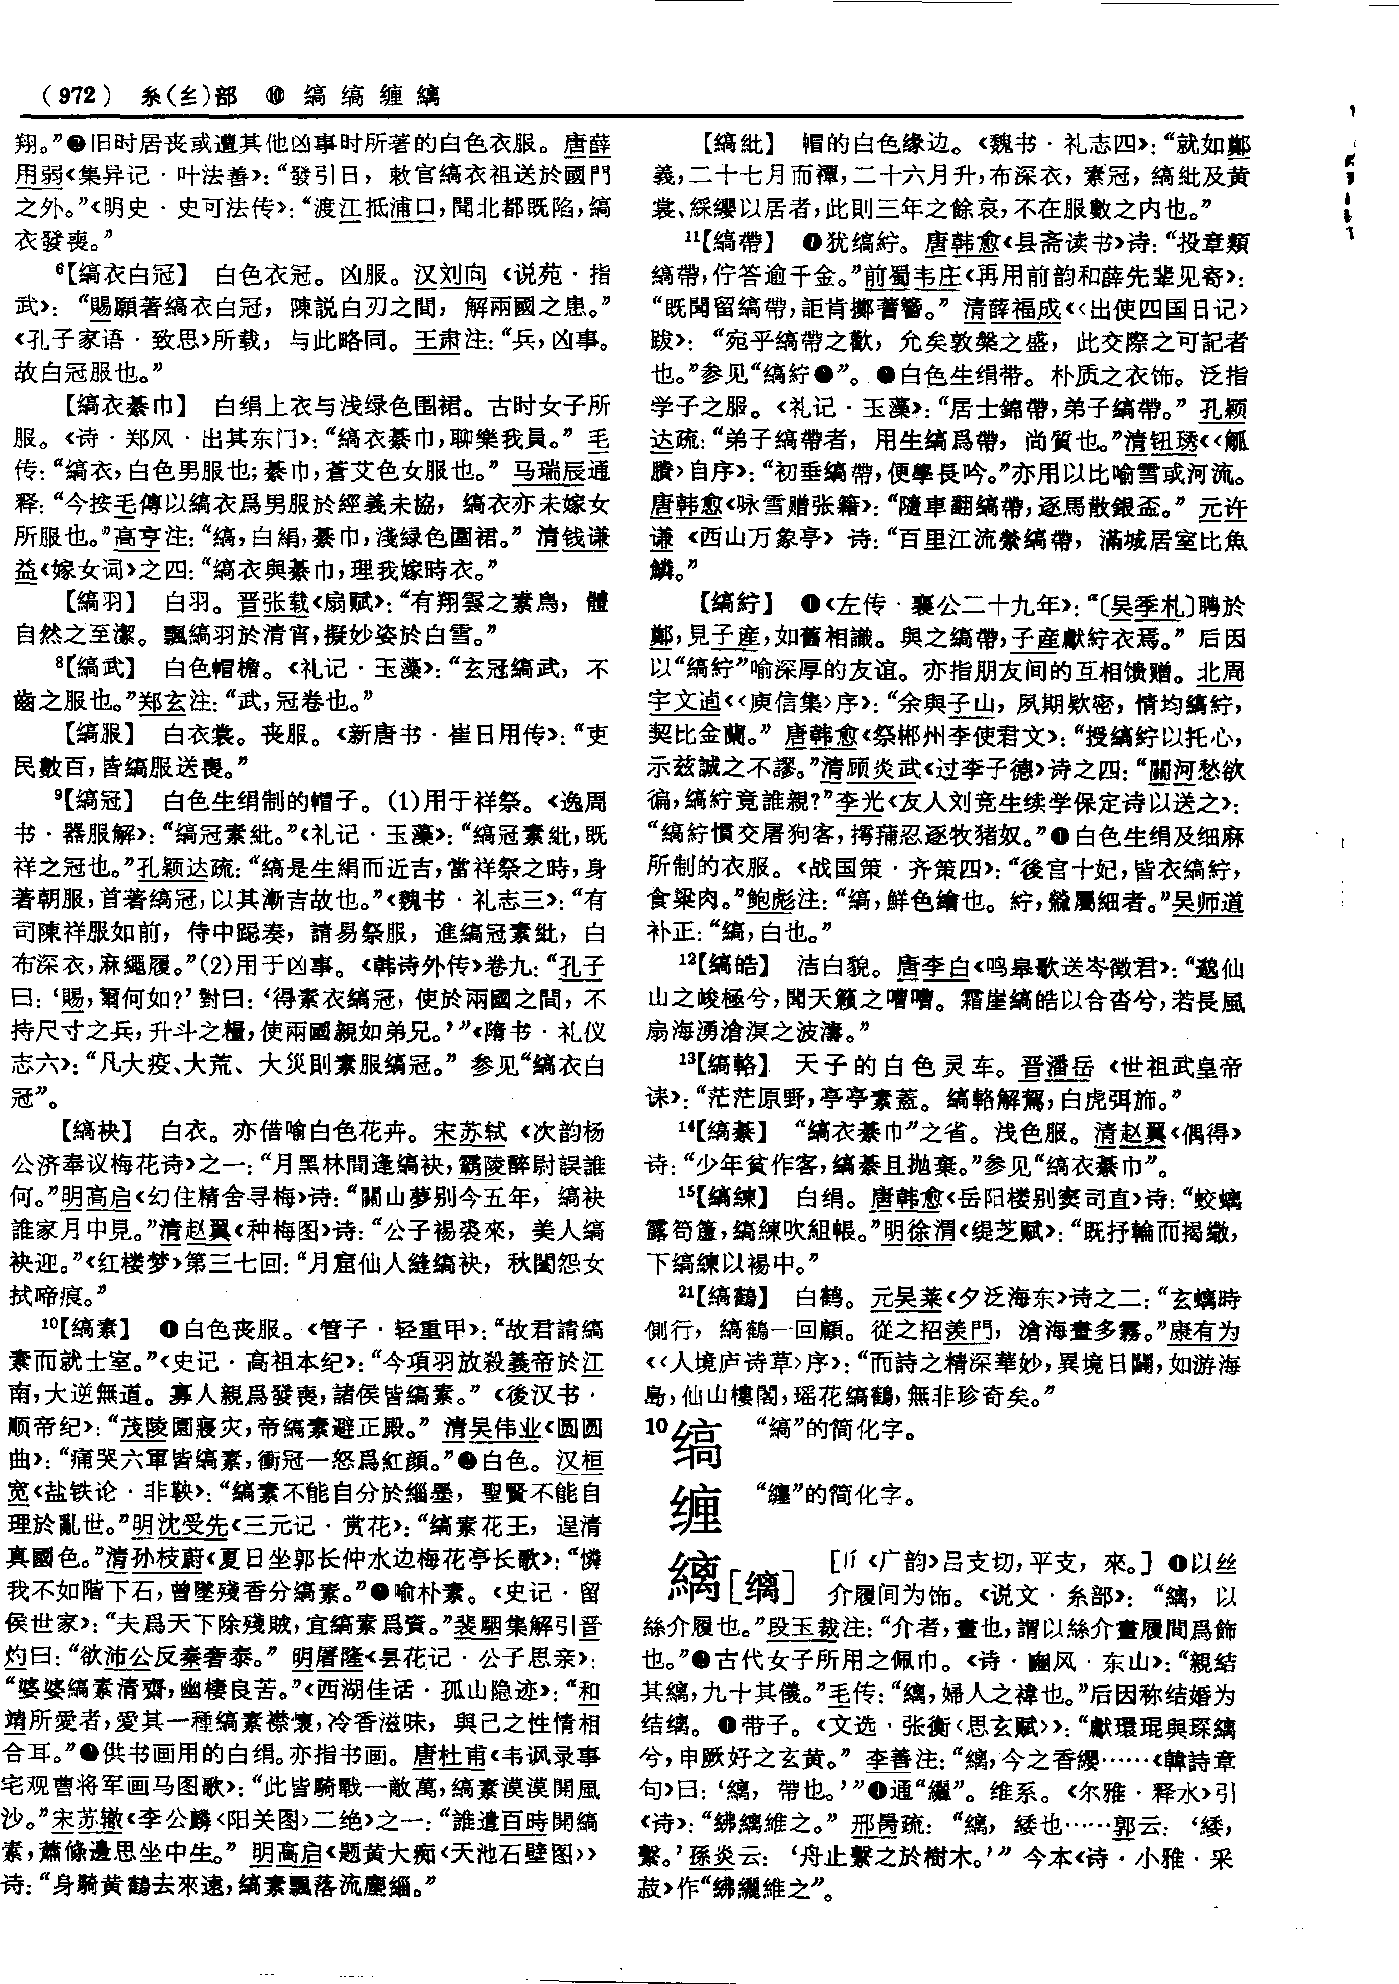 (972) 糸(纟)部 ⑩ 縞缟缠縭
翔。”❷旧时居丧或遭其他凶事时所著的白色衣服。唐薛
用弱《集异记·叶法善》：“發引日，敕官縞衣祖送於國門
之外。”《明史·史可法传》：“渡江抵浦口，聞北都既陷，縞
衣發喪。”
⁶【縞衣白冠】 白色衣冠。凶服。汉刘向《说苑·指
武》：“賜願著縞衣白冠，陳説白刃之間，解兩國之患。”
《孔子家语·致思》所载，与此略同。王肃注：“兵，凶事。
故白冠服也。”
【縞衣綦巾】 白绢上衣与浅绿色围裙。古时女子所
服。《诗·郑风·出其东门》：“縞衣綦巾，聊樂我員。”毛
传：“縞衣，白色男服也；綦巾，蒼艾色女服也。”马瑞辰通
释：“今按毛傳以縞衣爲男服於經義未協，縞衣亦未嫁女
所服也。”高亨注：“縞，白絹，綦巾，淺緑色圍裙。”清钱谦
益《嫁女词》之四：“縞衣與綦巾，理我嫁時衣。”
【縞羽】 白羽。晋张载《扇赋》：“有翔雲之素鳥，體
自然之至潔。飄縞羽於清宵，擬妙姿於白雪。”
⁸【縞武】 白色帽檐。《礼记·玉藻》：“玄冠縞武，不
齒之服也。”郑玄注：“武，冠卷也。”
【縞服】 白衣裳。丧服。《新唐书·崔日用传》：“吏
民數百，皆縞服送喪。”
⁹【縞冠】 白色生绢制的帽子。(1)用于祥祭。《逸周
书·器服解》：“縞冠素紕。”《礼记·玉藻》：“縞冠素紕，既
祥之冠也。”孔颖达疏：“縞是生絹而近吉，當祥祭之時，身
著朝服，首著縞冠，以其漸吉故也。”《魏书·礼志三》：“有
司陳祥服如前，侍中跽奏，請易祭服，進縞冠素紕，白
布深衣，麻繩履。”(2)用于凶事。《韩诗外传》卷九：“孔子
曰：‘賜，爾何如？’對曰：‘得素衣縞冠，使於兩國之間，不
持尺寸之兵，升斗之糧，使兩國親如弟兄。’”《隋书·礼仪
志六》：“凡大疫、大荒、大災則素服縞冠。”参见“縞衣白
冠”。
【縞袂】 白衣。亦借喻白色花卉。宋苏轼《次韵杨
公济奉议梅花诗》之一：“月黑林間逢縞袂，霸陵醉尉誤誰
何。”明高启《幻住精舍寻梅》诗：“關山夢别今五年，縞袂
誰家月中見。”清赵翼《种梅图》诗：“公子裼裘來，美人縞
袂迎。”《红楼梦》第三七回：“月窟仙人縫縞袂，秋閨怨女
拭啼痕。”
¹⁰【縞素】 ❶白色丧服。《管子·轻重甲》：“故君請縞
素而就士室。”《史记·高祖本纪》：“今項羽放殺義帝於江
南，大逆無道。寡人親爲發喪，諸侯皆縞素。”《後汉书·
顺帝纪》：“茂陵園寢灾，帝縞素避正殿。”清吴伟业《圆圆
曲》：“痛哭六軍皆縞素，衝冠一怒爲紅顔。”❷白色。汉桓
宽《盐铁论·非鞅》：“縞素不能自分於緇墨，聖賢不能自
理於亂世。”明沈受先《三元记·赏花》：“縞素花王，逞清
真國色。”清孙枝蔚《夏日坐郭长仲水边梅花亭长歌》：“憐
我不如階下石，曾墜殘香分縞素。”❸喻朴素。《史记·留
侯世家》：“夫爲天下除殘賊，宜縞素爲資。”裴駰集解引晋
灼曰：“欲沛公反秦奢泰。”明屠隆《昙花记·公子思亲》：
“婆婆縞素清齋，幽棲良苦。”《西湖佳话·孤山隐迹》：“和
靖所愛者，愛其一種縞素襟懷，冷香滋味，與己之性情相
合耳。”❹供书画用的白绢。亦指书画。唐杜甫《韦讽录事
宅观曹将军画马图歌》：“此皆騎戰一敵萬，縞素漠漠開風
沙。”宋苏辙《李公麟〈阳关图〉二绝》之一：“誰遣百時開縞
素，蕭條邊思坐中生。”明高启《题黄大痴〈天池石壁图〉》
诗：“身騎黄鶴去來遠，縞素飄落流塵緇。”
【縞紕】 帽的白色缘边。《魏书·礼志四》：“就如鄭
義，二十七月而禫，二十六月升，布深衣，素冠，縞紕及黄
裳、綵纓以居者，此則三年之餘哀，不在服數之内也。”
¹¹【縞帶】 ❶犹縞紵。唐韩愈《县斋读书》诗：“投章類
縞帶，佇答逾千金。”前蜀韦庄《再用前韵和薛先辈见寄》：
“既聞留縞帶，詎肯擲蓍簪。”清薛福成《〈出使四国日记〉
跋》：“宛乎縞帶之歡，允矣敦槃之盛，此交際之可記者
也。”参见“縞紵❶”。❷白色生绢带。朴质之衣饰。泛指
学子之服。《礼记·玉藻》：“居士錦帶，弟子縞帶。”孔颖
达疏：“弟子縞帶者，用生縞爲帶，尚質也。”清钮琇《〈觚
賸〉自序》：“初垂縞帶，便學長吟。”亦用以比喻雪或河流。
唐韩愈《咏雪赠张籍》：“隨車翻縞帶，逐馬散銀盃。”元许
谦《西山万象亭》诗：“百里江流縈縞帶，滿城居室比魚
鱗。”
【縞紵】 ❶《左传·襄公二十九年》：“〔吴季札〕聘於
鄭，見子産，如舊相識。與之縞帶，子産獻紵衣焉。”后因
以“縞紵”喻深厚的友谊。亦指朋友间的互相馈赠。北周
宇文逌《〈庾信集〉序》：“余與子山，夙期欵密，情均縞紵，
契比金蘭。”唐韩愈《祭郴州李使君文》：“授縞紵以托心，
示兹誠之不謬。”清顾炎武《过李子德》诗之四：“關河愁欲
徧，縞紵竟誰親？”李光《友人刘竞生续学保定诗以送之》：
“縞紵慣交屠狗客，摴蒱忍逐牧猪奴。”❷白色生绢及细麻
所制的衣服。《战国策·齐策四》：“後宫十妃，皆衣縞紵，
食粱肉。”鲍彪注：“縞，鮮色繒也。紵，㡆屬細者。”吴师道
补正：“縞，白也。”
¹²【縞皓】 洁白貌。唐李白《鸣皋歌送岑徵君》：“邈仙
山之峻極兮，聞天籟之嘈嘈。霜崖縞皓以合沓兮，若長風
扇海湧滄溟之波濤。”
¹³【縞輅】 天子的白色灵车。晋潘岳《世祖武皇帝
诔》：“茫茫原野，亭亭素蓋。縞輅解駕，白虎弭斾。”
¹⁴【縞綦】 “縞衣綦巾”之省。浅色服。清赵翼《偶得》
诗：“少年貧作客，縞綦且抛棄。”参见“縞衣綦巾”。
¹⁵【縞練】 白绢。唐韩愈《岳阳楼别窦司直》诗：“蛟螭
露笱簴，縞練吹組帳。”明徐渭《缇芝赋》：“既抒輪而揭繳，
下縞練以裼中。”
²¹【縞鶴】 白鹤。元吴莱《夕泛海东》诗之二：“玄螭時
側行，縞鶴一回顧。從之招羨門，滄海晝多霧。”康有为
《〈人境庐诗草〉序》：“而詩之精深華妙，異境日闢，如游海
島，仙山樓閣，瑶花縞鶴，無非珍奇矣。”
10缟 “縞”的简化字。
缠 “纏”的简化字。
縭[缡] [lí 《广韵》吕支切，平支，來。] ❶以丝
介履间为饰。《说文·糸部》：“縭，以
絲介履也。”段玉裁注：“介者，畫也，謂以絲介畫履間爲飾
也。”❷古代女子所用之佩巾。《诗·豳风·东山》：“親結
其縭，九十其儀。”毛传：“縭，婦人之褘也。”后因称结婚为
结缡。❸带子。《文选·张衡〈思玄赋〉》：“獻環琨與琛縭
兮，申厥好之玄黄。”李善注：“縭，今之香纓……《韓詩章
句》曰：‘縭，帶也。’”❹通“纚”。维系。《尔雅·释水》引
《诗》：“紼縭維之。”邢昺疏：“縭，緌也……郭云：‘緌，
繫。’孫炎云：‘舟止繫之於樹木。’”今本《诗·小雅·采
菽》作“紼纚維之”。